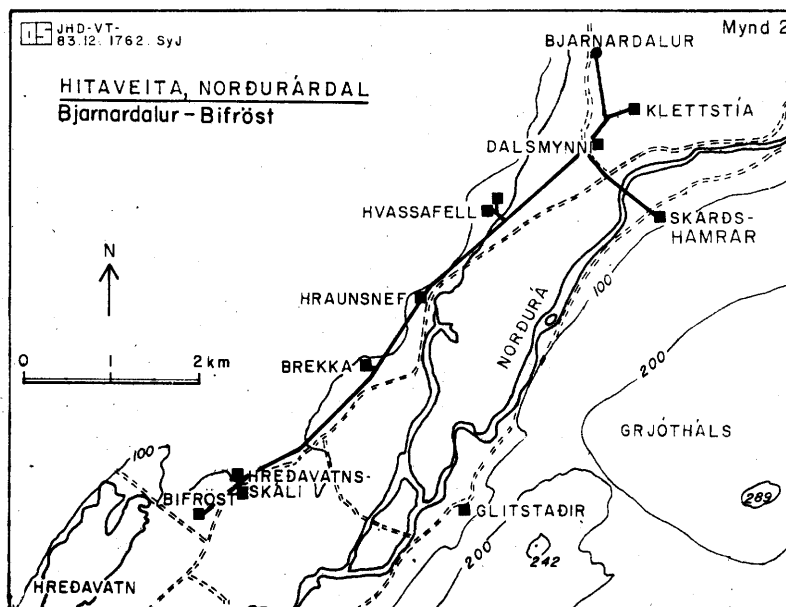 OS JHD-VT-
83.12. 1762. SyJ
Mynd 2
HITAVEITA, NORÐURÁRDAL
Bjarnardalur – Bifröst
BJARNARDALUR
KLETTSTÍA
DALSMYNNI
HVASSAFELL
SKARÐS-
HAMRAR
N
HRAUNSNEF
NORÐURÁ
100
0 1 2 km
200
BREKKA
GRJÓTHÁLS
100
HREÐAVATNS-
SKÁLI V
BIFRÖST
289
GLITSTAÐIR
200
242
HREÐAVATN